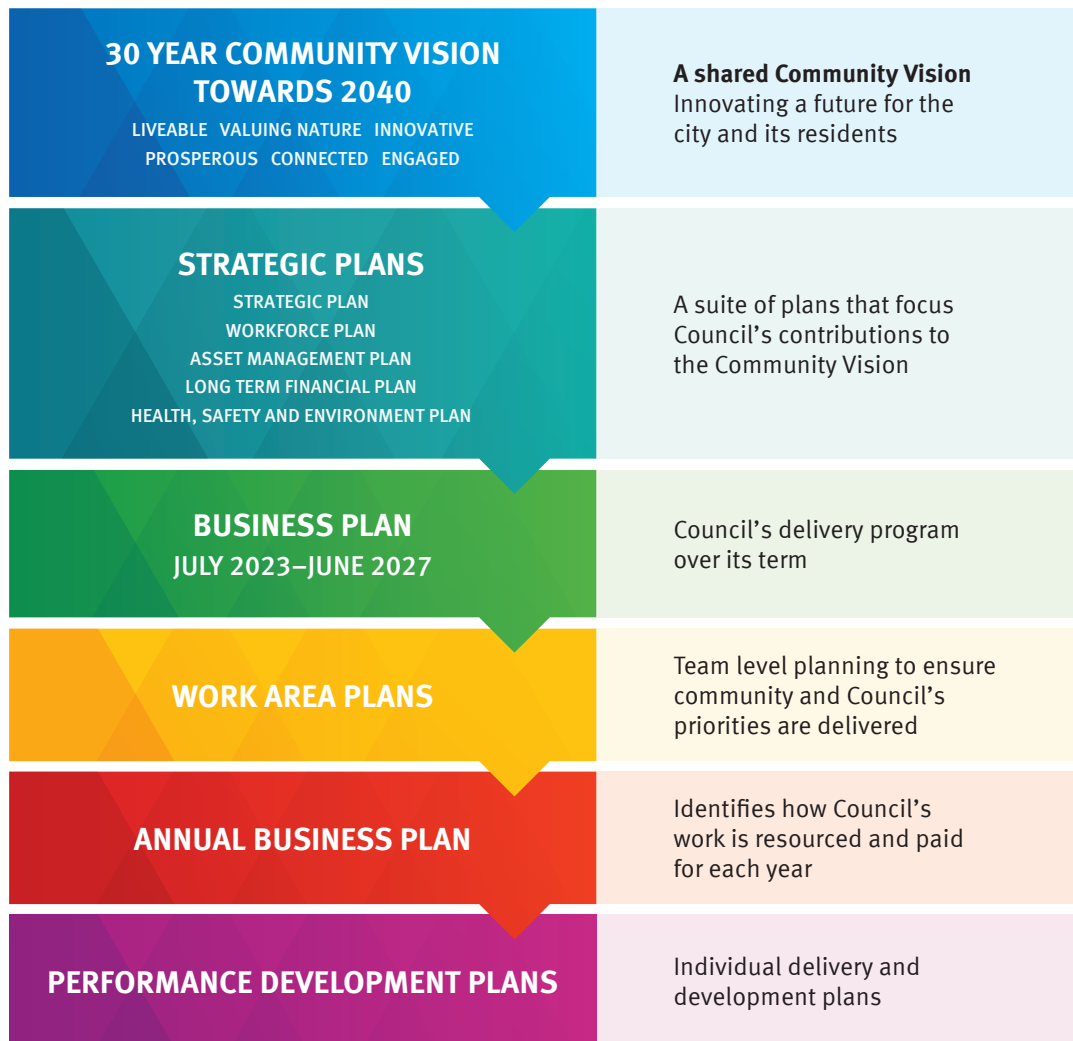 30 YEAR COMMUNITY VISION
TOWARDS 2040
LIVEABLE VALUING NATURE INNOVATIVE
PROSPEROUS CONNECTED ENGAGED
A shared Community Vision
Innovating a future for the
city and its residents
STRATEGIC PLANS
STRATEGIC PLAN
WORKFORCE PLAN
ASSET MANAGEMENT PLAN
LONG TERM FINANCIAL PLAN
HEALTH, SAFETY AND ENVIRONMENT PLAN
A suite of plans that focus
Council’s contributions to
the Community Vision
BUSINESS PLAN
JULY 2023–JUNE 2027
Council’s delivery program
over its term
WORK AREA PLANS
Team level planning to ensure
community and Council’s
priorities are delivered
ANNUAL BUSINESS PLAN
Identifies how Council’s
work is resourced and paid
for each year
PERFORMANCE DEVELOPMENT PLANS
Individual delivery and
development plans